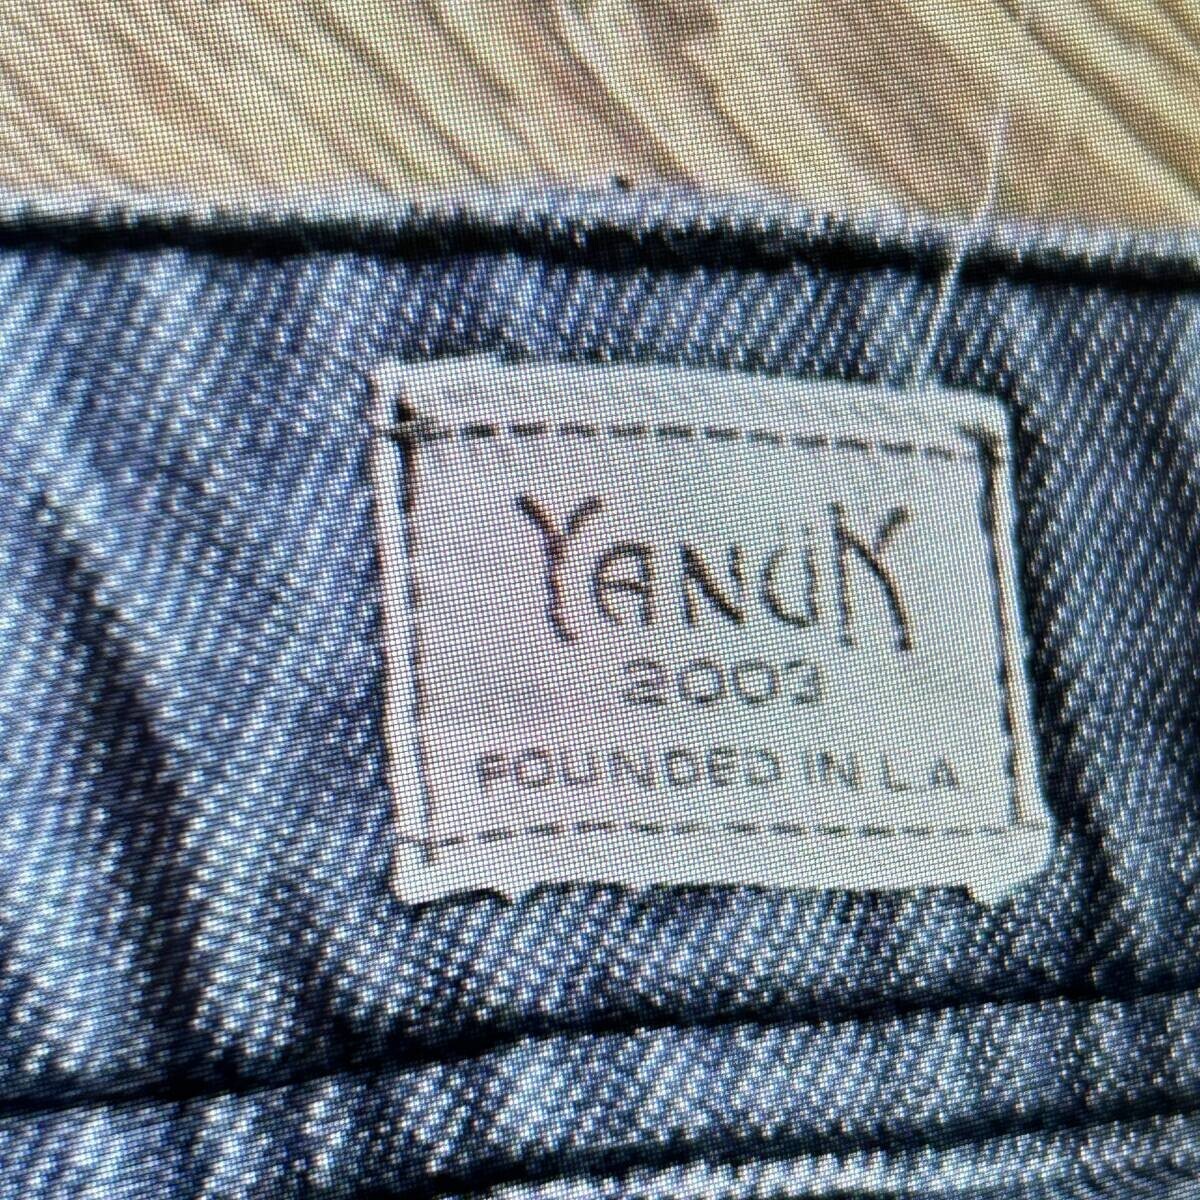 YANUK
2003
FOUNDED IN L.A